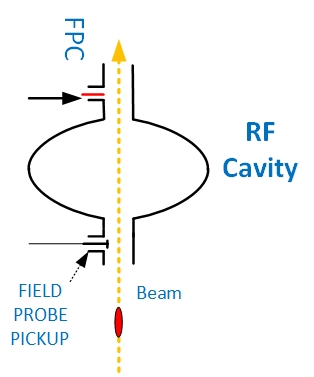 FPC
RF
Cavity
Beam
FIELD
PROBE
PICKUP